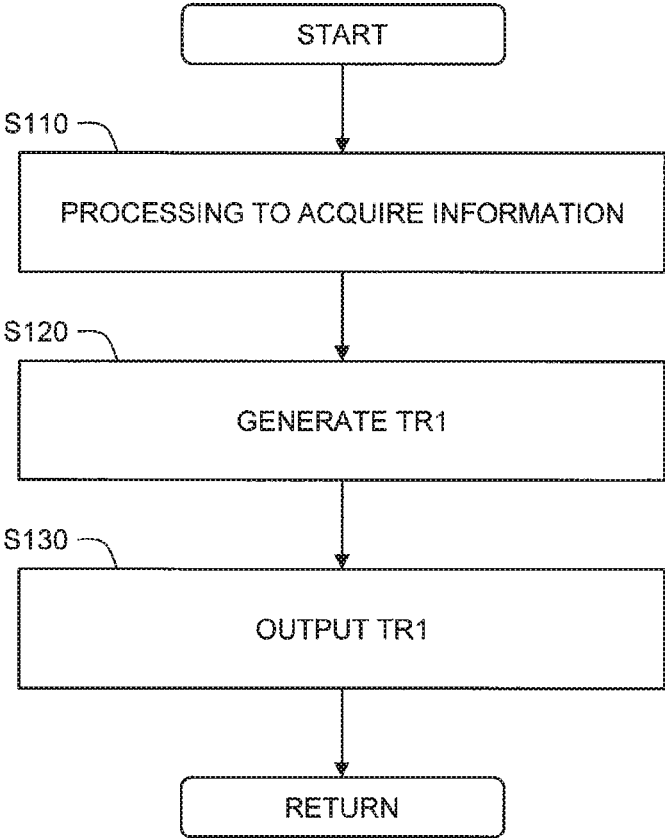 START
S110
PROCESSING TO ACQUIRE INFORMATION
S120
GENERATE TR1
S130
OUTPUT TR1
RETURN